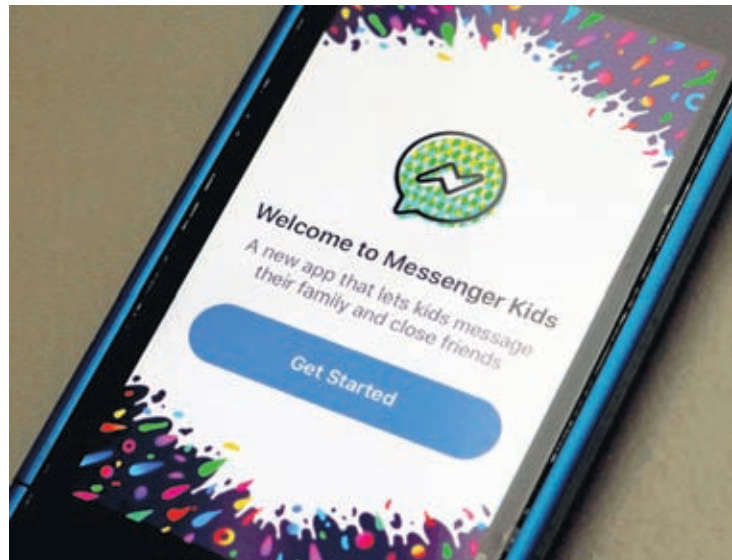 Welcome to Messenger Kids
A new app that lets kids message
their family and close friends
Get Started